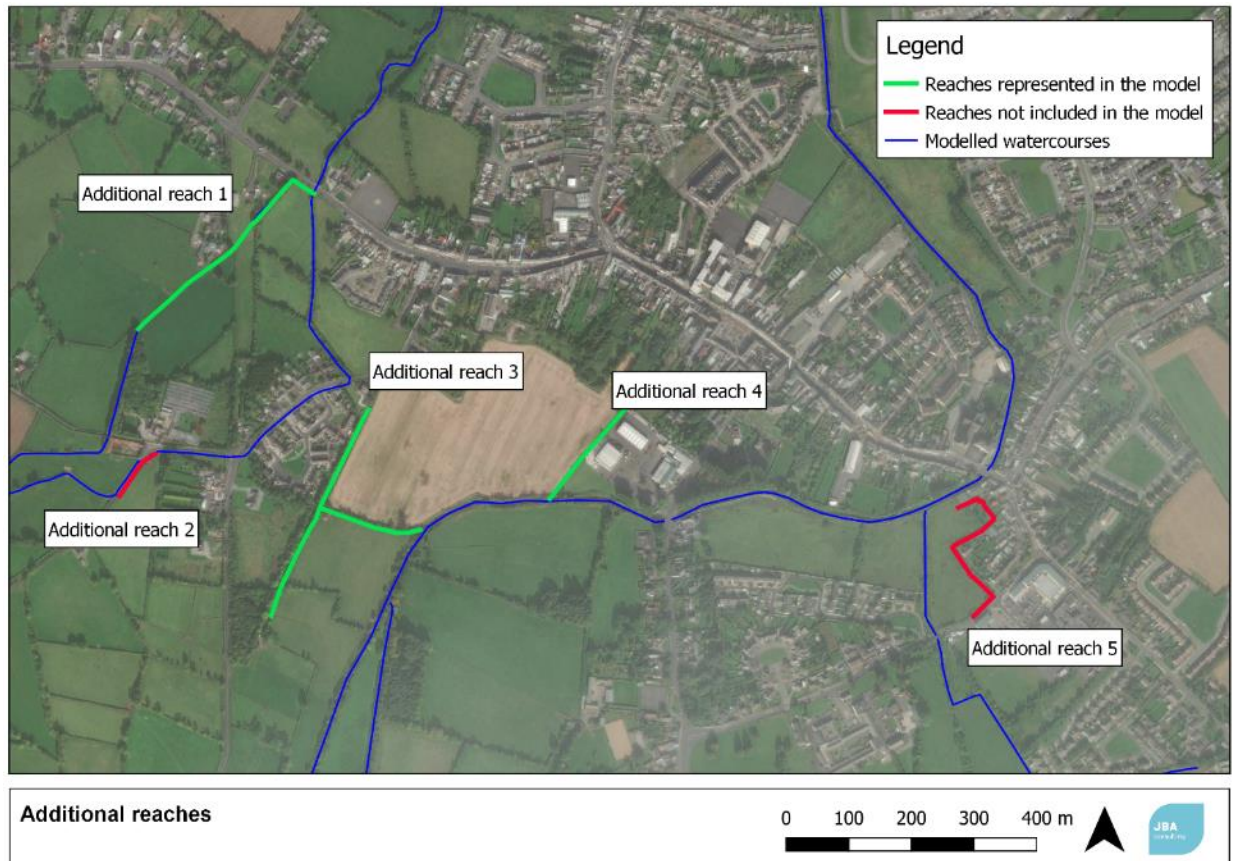 Legend
Reaches represented in the model
Reaches not included in the model
Modelled watercourses
Additional reach 1
Additional reach 3
Additional reach 4
Additional reach 2
Additional reach 5
Additional reaches
0 100 200 300 400 m
JBA
consulting